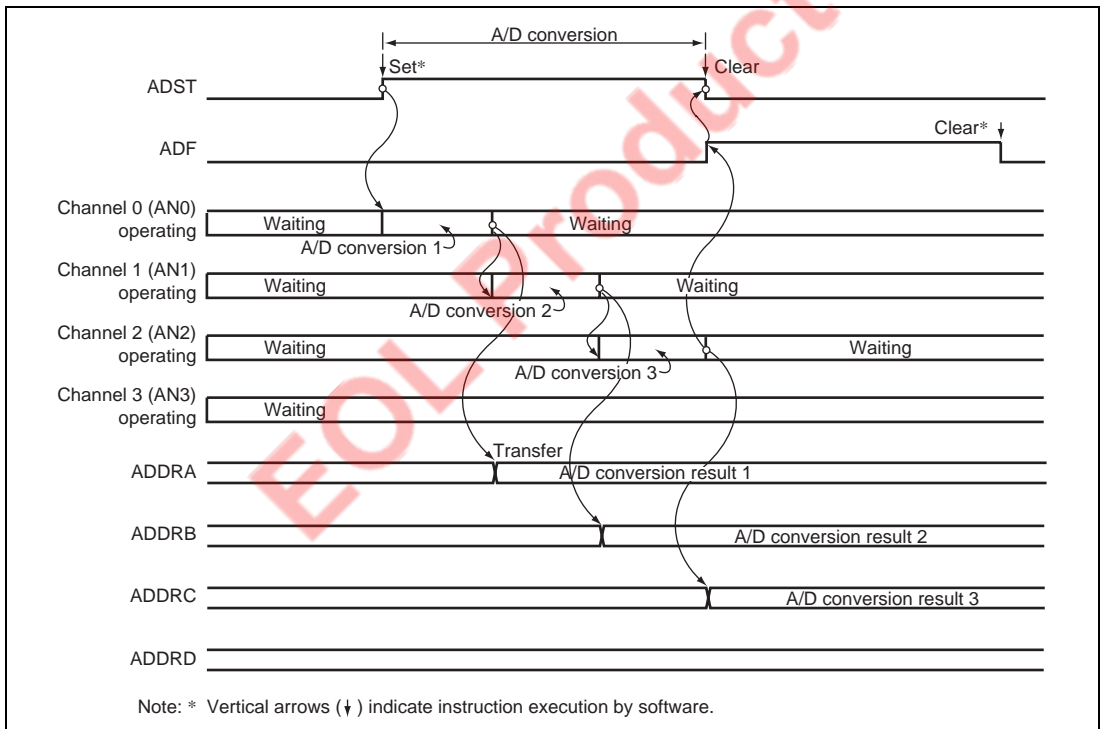 A/D conversion
Set*
Clear
ADST
Clear*
ADF
Channel 0 (AN0)
operating
Waiting
Waiting
A/D conversion 1
Channel 1 (AN1)
operating
Waiting
Waiting
A/D conversion 2
Channel 2 (AN2)
operating
Waiting
Waiting
A/D conversion 3
Channel 3 (AN3)
operating
Waiting
Transfer
ADDRA
A/D conversion result 1
ADDRB
A/D conversion result 2
ADDRC
A/D conversion result 3
ADDRD
Note: * Vertical arrows (↓) indicate instruction execution by software.
EOL Product